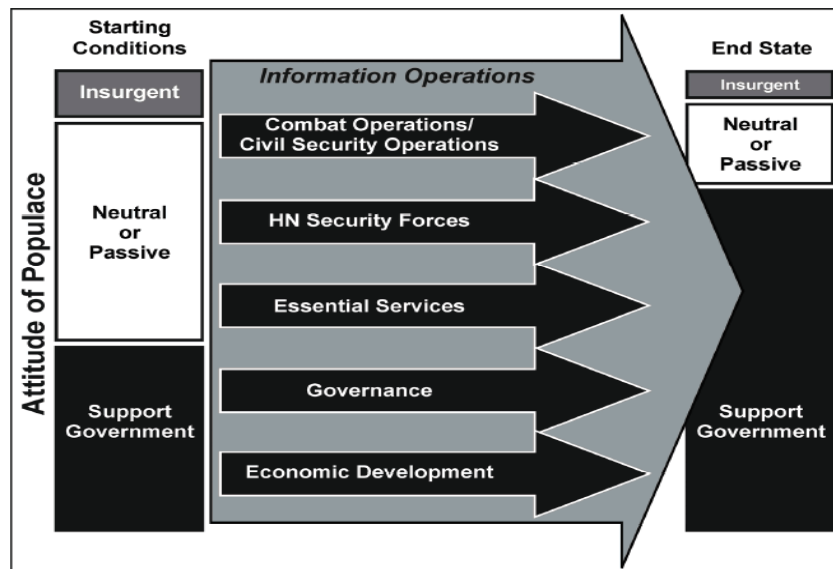 Attitude of Populace
Starting
Conditions
Insurgent
Neutral
or
Passive
Support
Government
Information Operations
Combat Operations/
Civil Security Operations
HN Security Forces
Essential Services
Governance
Economic Development
End State
Insurgent
Neutral
or
Passive
Support
Government